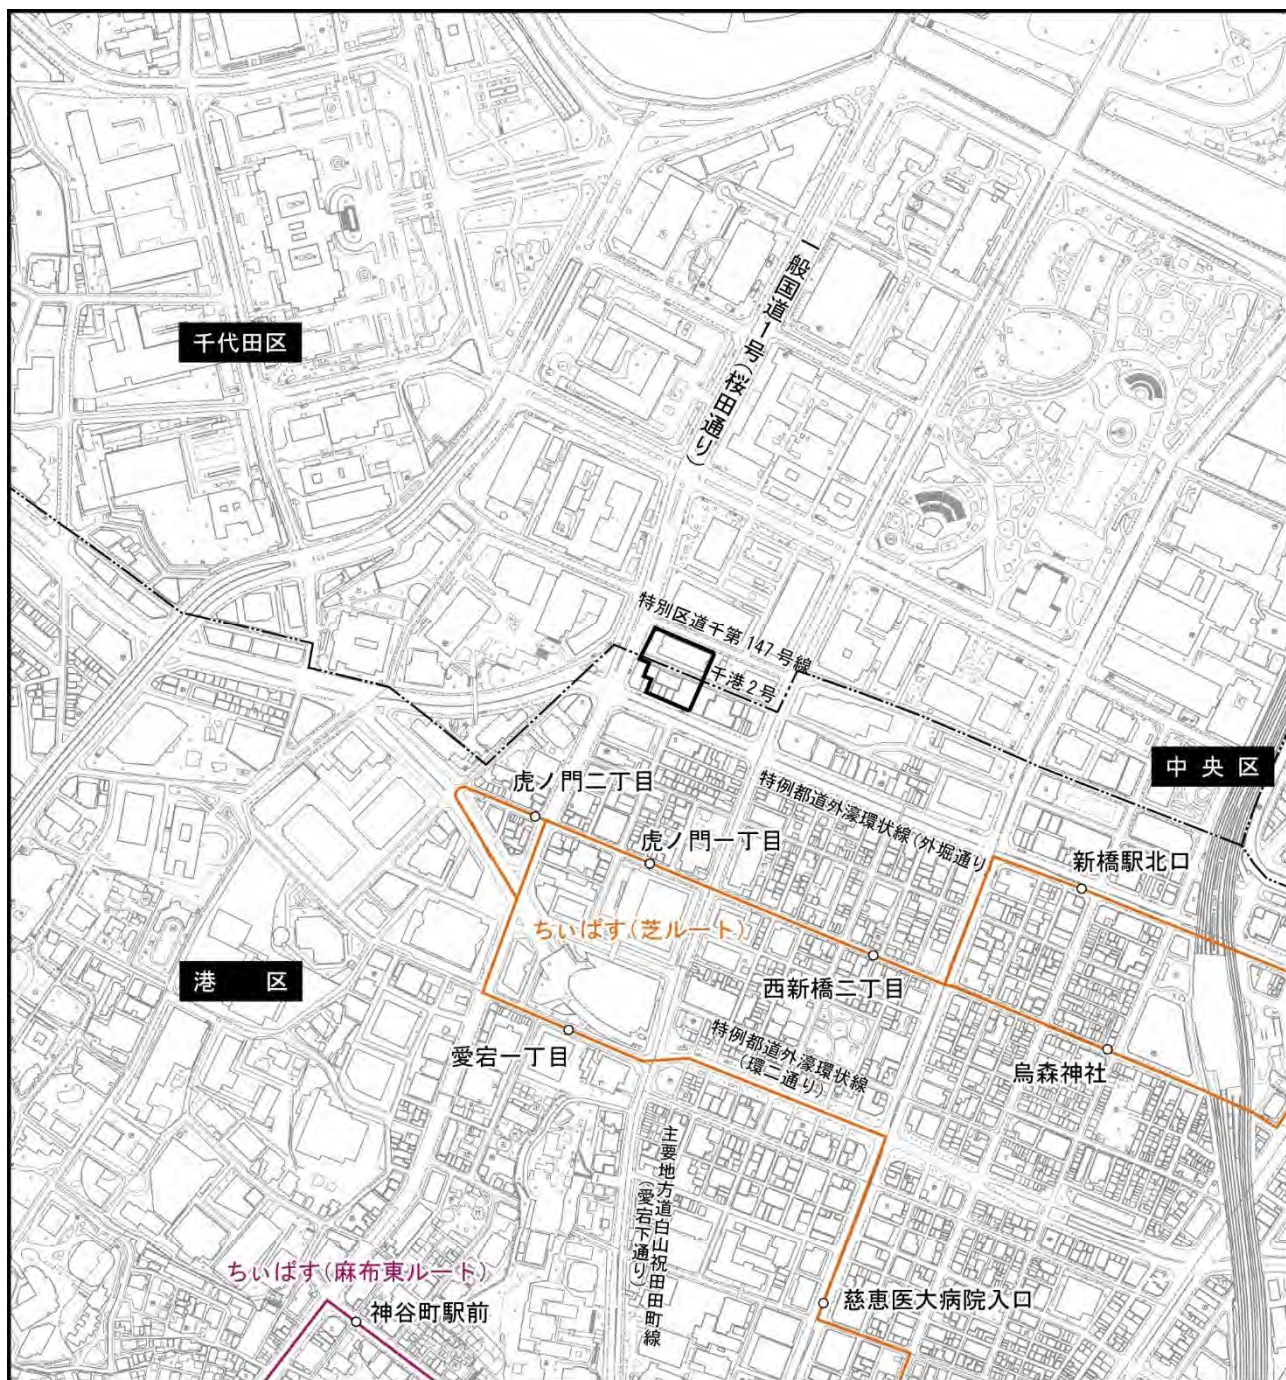 一般国道1号(桜田通り)
千代田区
特別区道千第147号線
千港2号
中央区
虎ノ門二丁目
特例都道外濠環状線(外堀通り)
虎ノ門一丁目
新橋駅北口
ちぃばす(芝ルート)
港 区
西新橋二丁目
愛宕一丁目
特例都道外濠環状線
(環二通り)
烏森神社
主要地方道白山祝田田町線
(愛宕下通り)
ちぃばす(麻布東ルート)
神谷町駅前
慈恵医大病院入口